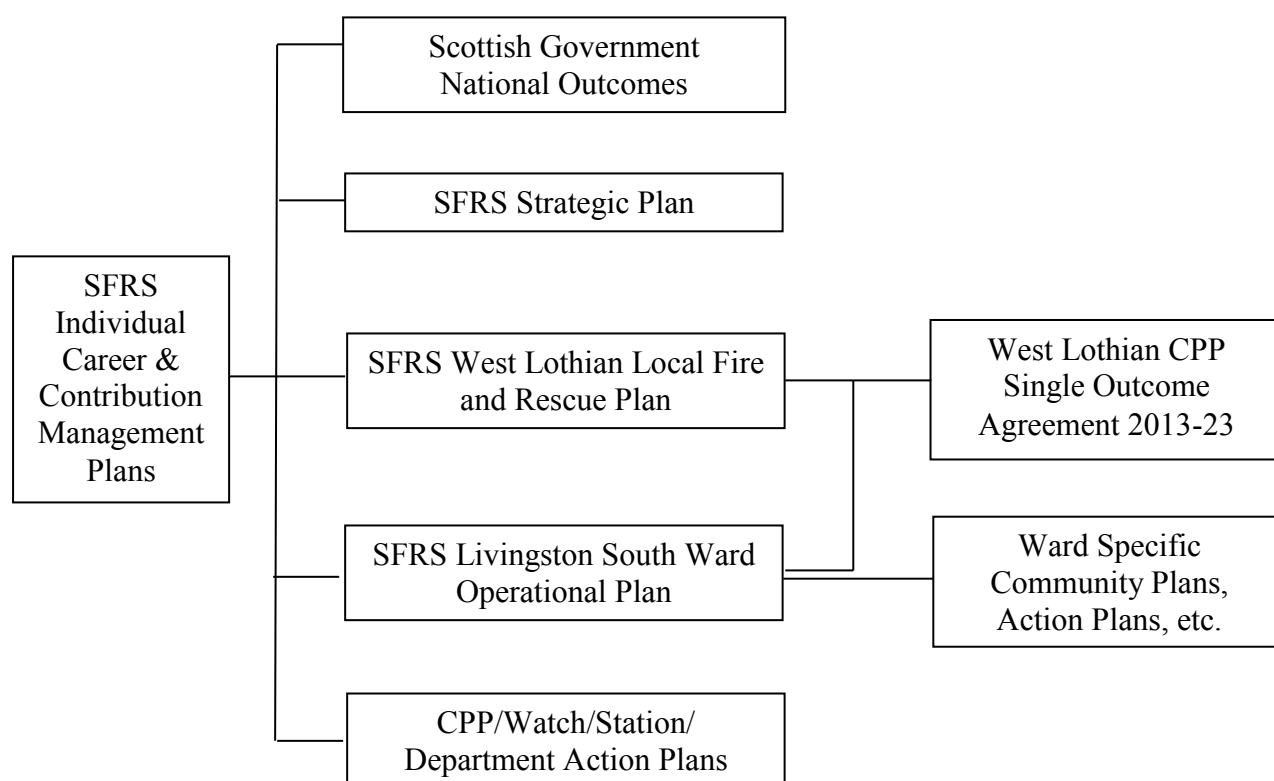 Scottish Government
National Outcomes
SFRS Strategic Plan
SFRS
Individual
Career &
Contribution
Management
Plans
SFRS West Lothian Local Fire
and Rescue Plan
West Lothian CPP
Single Outcome
Agreement 2013-23
SFRS Livingston South Ward
Operational Plan
Ward Specific
Community Plans,
Action Plans, etc.
CPP/Watch/Station/
Department Action Plans